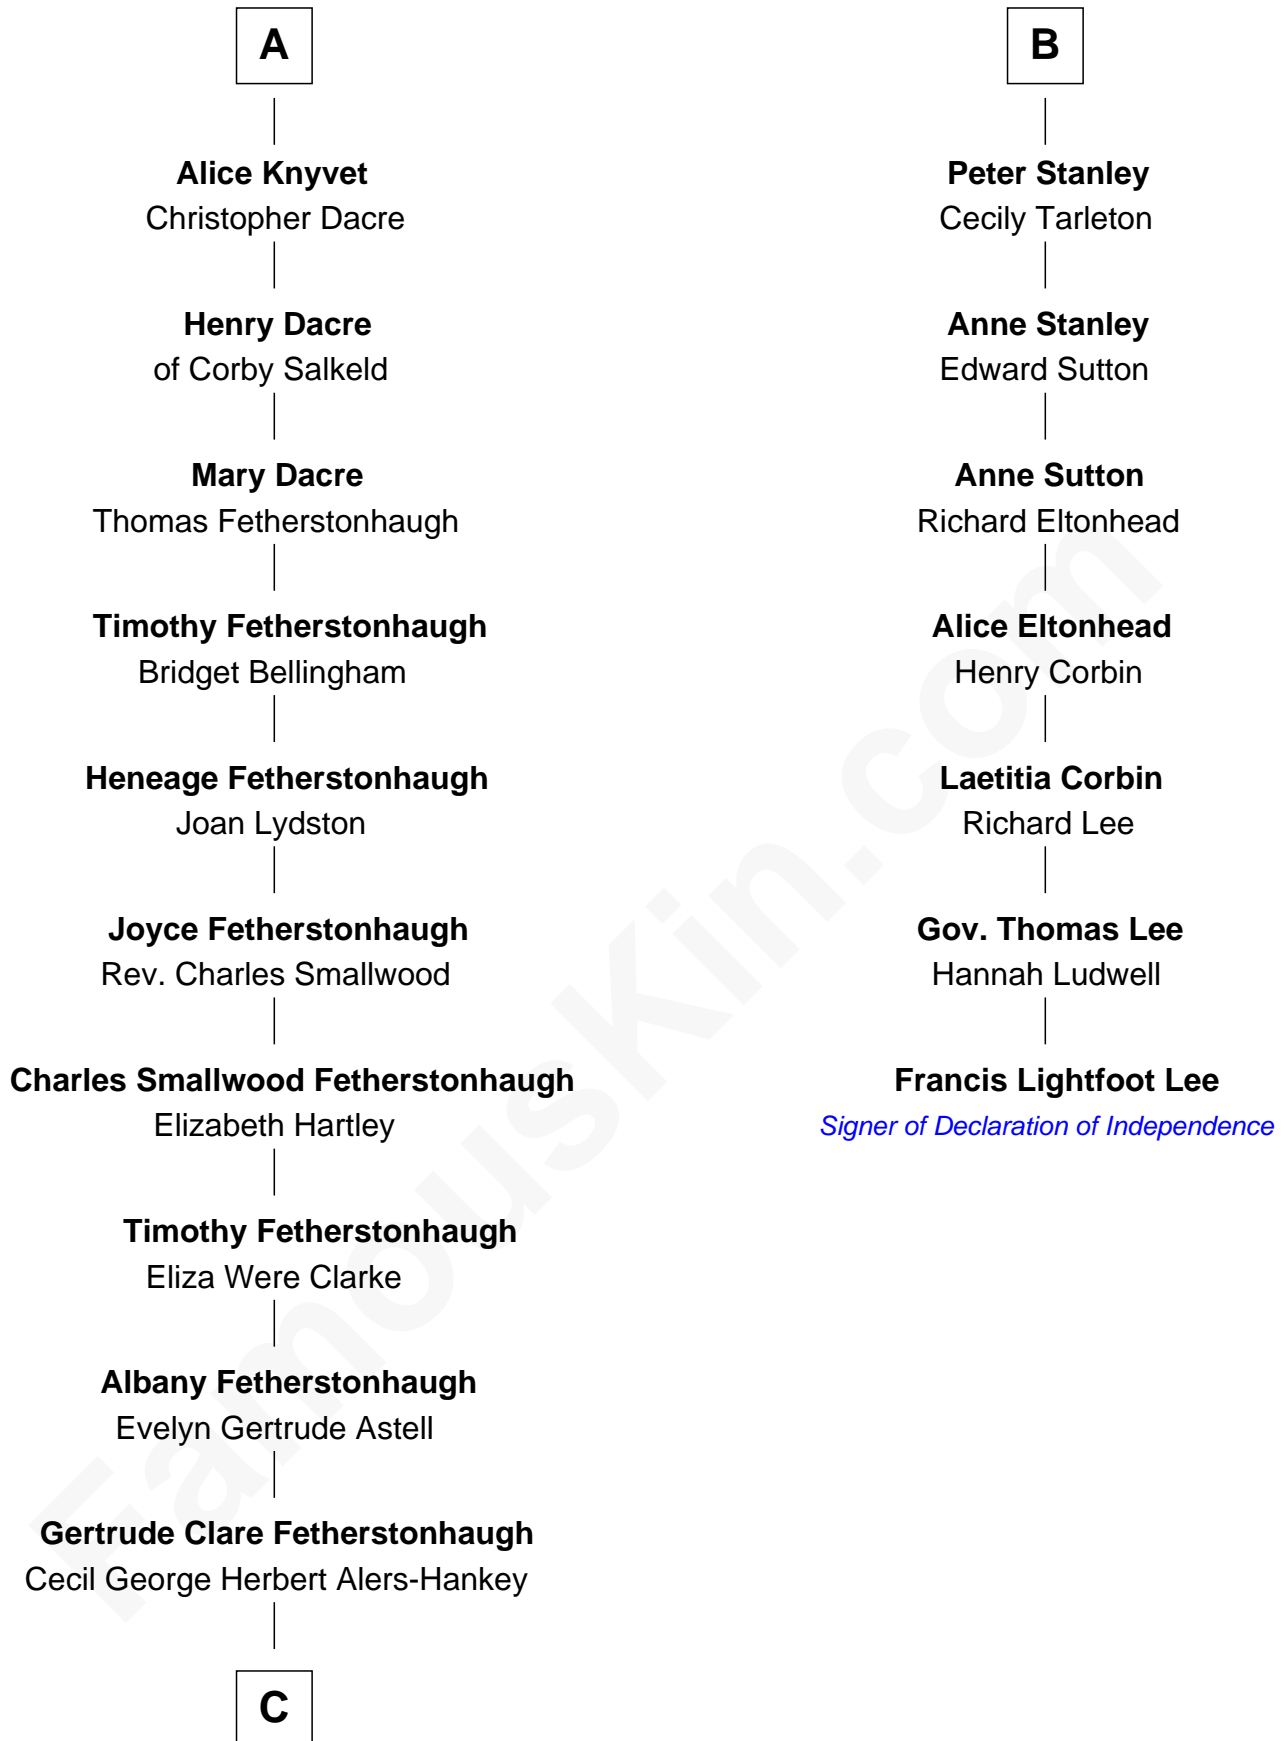 A
Alice Knyvet
Christopher Dacre
Henry Dacre
of Corby Salkeld
Mary Dacre
Thomas Fetherstonhaugh
Timothy Fetherstonhaugh
Bridget Bellingham
Heneage Fetherstonhaugh
Joan Lydston
Joyce Fetherstonhaugh
Rev. Charles Smallwood
Charles Smallwood Fetherstonhaugh
Elizabeth Hartley
Timothy Fetherstonhaugh
Eliza Were Clarke
Albany Fetherstonhaugh
Evelyn Gertrude Astell
Gertrude Clare Fetherstonhaugh
Cecil George Herbert Alers-Hankey
C
B
Peter Stanley
Cecily Tarleton
Anne Stanley
Edward Sutton
Anne Sutton
Richard Eltonhead
Alice Eltonhead
Henry Corbin
Laetitia Corbin
Richard Lee
Gov. Thomas Lee
Hannah Ludwell
Francis Lightfoot Lee
Signer of Declaration of Independence
FamousKin.com